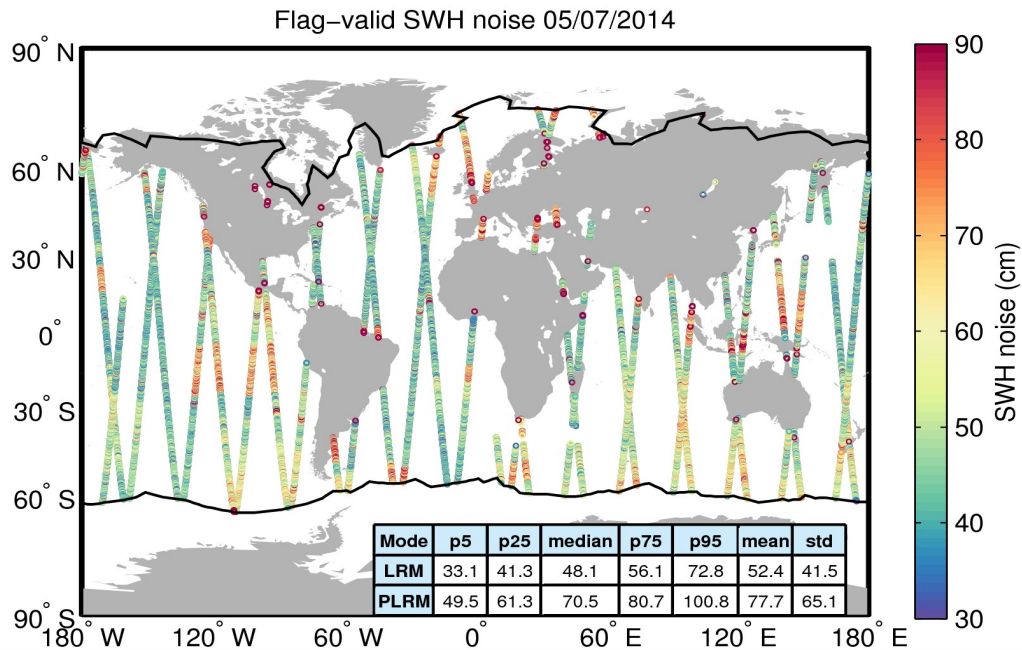 Flag−valid SWH noise 05/07/2014
90° N
60° N
30° N
0°
30° S
60° S
90° S
180° W
120° W
60° W
0°
60° E
120° E
180° E
Mode p5 p25 median p75 p95 mean std
LRM 33.1 41.3 48.1 56.1 72.8 52.4 41.5
PLRM 49.5 61.3 70.5 80.7 100.8 77.7 65.1
90
80
70
60
50
40
30
SWH noise (cm)